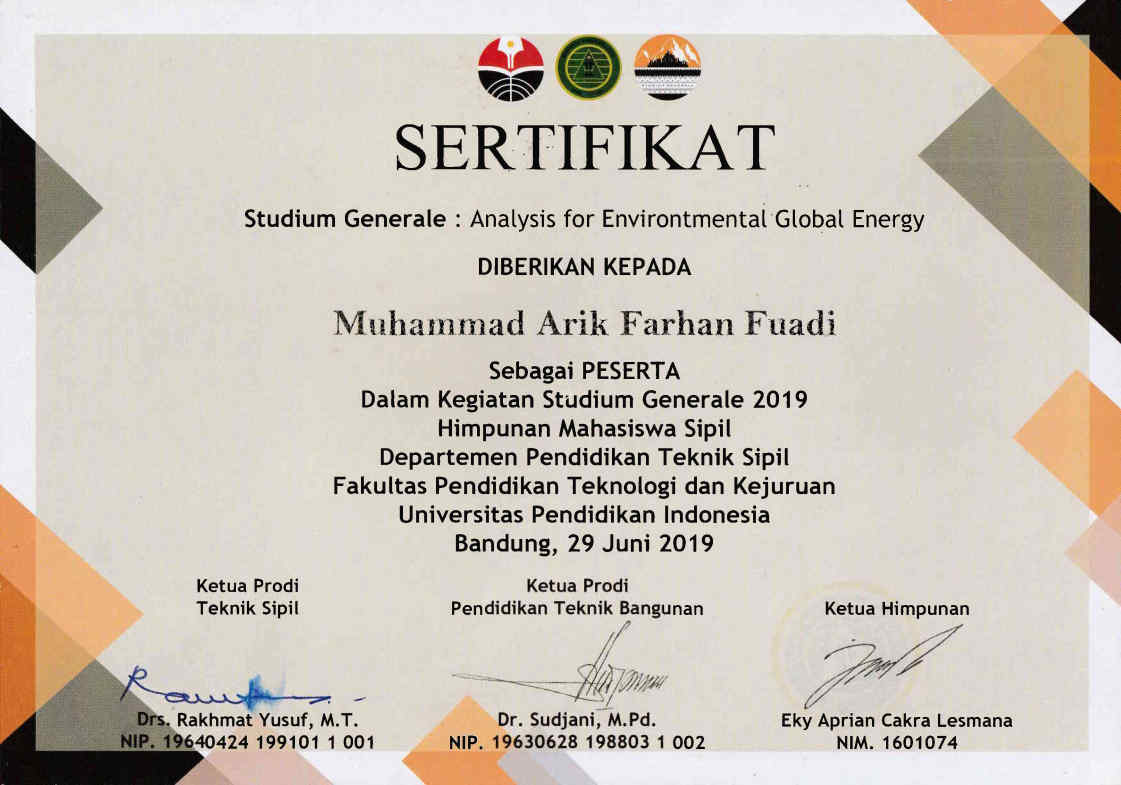 SERTIFIKAT
Studium Generale : Analysis for Environtmental Global Energy
DIBERIKAN KEPADA
Muhammad Arik Farhan Fuadi
Sebagai PESERTA
Dalam Kegiatan Studium Generale 2019
Himpunan Mahasiswa Sipil
Departemen Pendidikan Teknik Sipil
Fakultas Pendidikan Teknologi dan Kejuruan
Universitas Pendidikan Indonesia
Bandung, 29 Juni 2019
Ketua Prodi
Teknik Sipil
Drs. Rakhmat Yusuf, M.T.
NIP. 19640424 199101 1 001
Ketua Prodi
Pendidikan Teknik Bangunan
Dr. Sudjani, M.Pd.
NIP. 19630628 198803 1 002
Ketua Himpunan
Eky Aprian Cakra Lesmana
NIM. 1601074